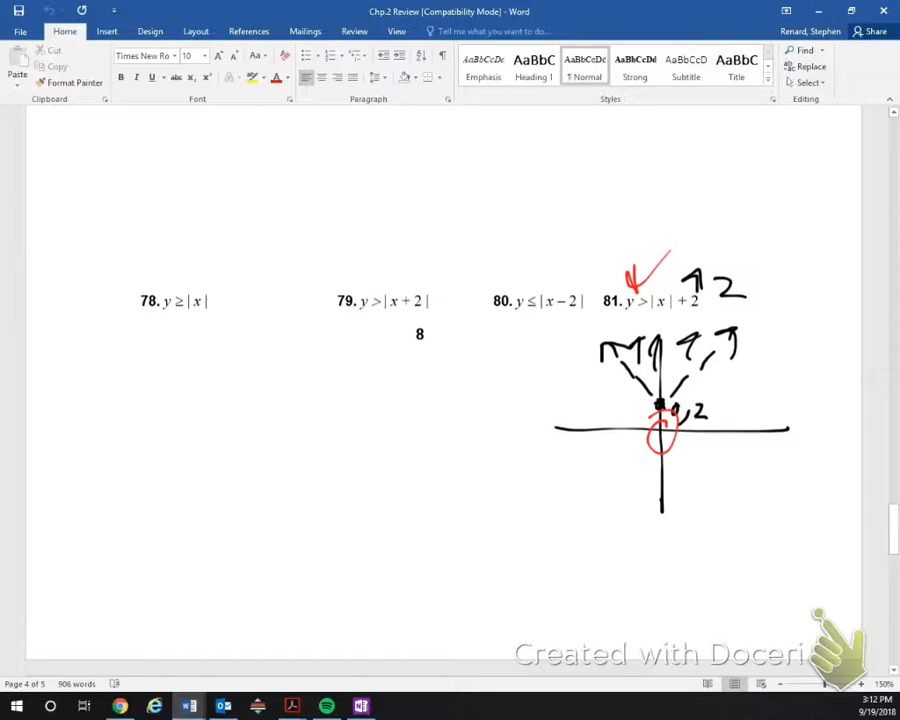 Chp.2 Review [Compatibility Mode] - Word
File Home Insert Design Layout References Mailings Review View Tell me what you want to do... Renard, Stephen Share
Paste Cut Copy Format Painter
Times New Ro 10
AaBbCcDc AaBbC AaBbCcDc AaBbCcDc AaBbCcD AaBbC
Emphasis Heading 1 ¶ Normal Strong Subtitle Title
Find Replace Select
Clipboard Font Paragraph Styles Editing
↑ 2
78. y ≥ | x | 79. y > | x + 2 | 80. y ≤ | x − 2 | 81. y > | x | + 2
8
, 2
Created with Doceri
Page 4 of 5 906 words 150%
3:12 PM
9/19/2018